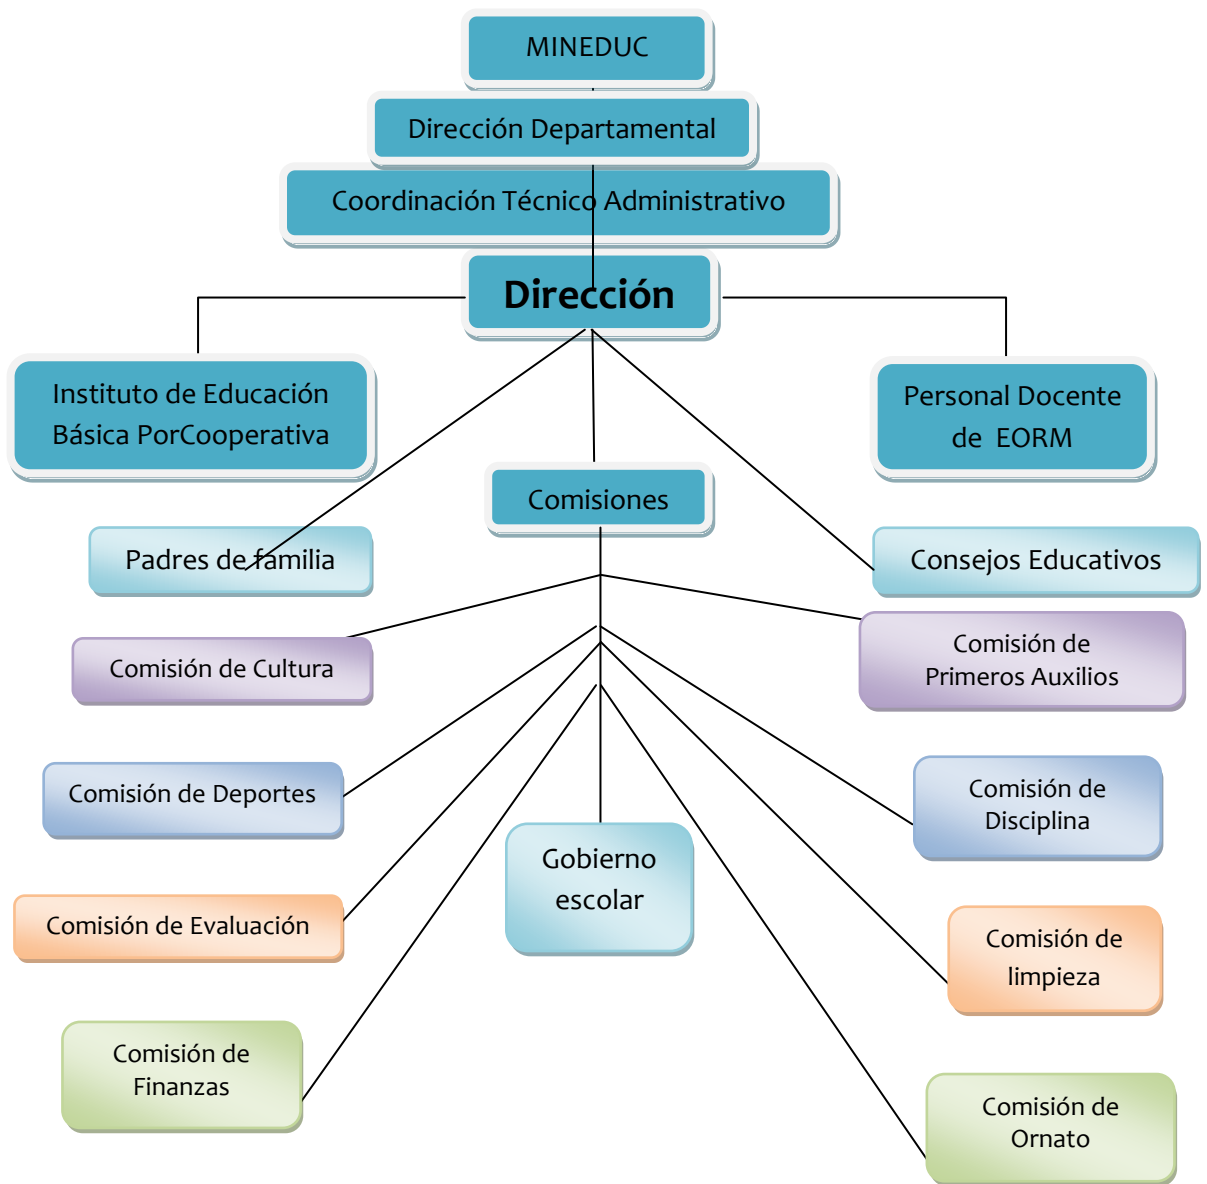 MINEDUC
Dirección Departamental
Coordinación Técnico Administrativo
Dirección
Instituto de Educación
Básica PorCooperativa
Personal Docente
de EORM
Comisiones
Padres de familia
Consejos Educativos
Comisión de Cultura
Comisión de
Primeros Auxilios
Comisión de Deportes
Comisión de
Disciplina
Gobierno
escolar
Comisión de Evaluación
Comisión de
limpieza
Comisión de
Finanzas
Comisión de
Ornato